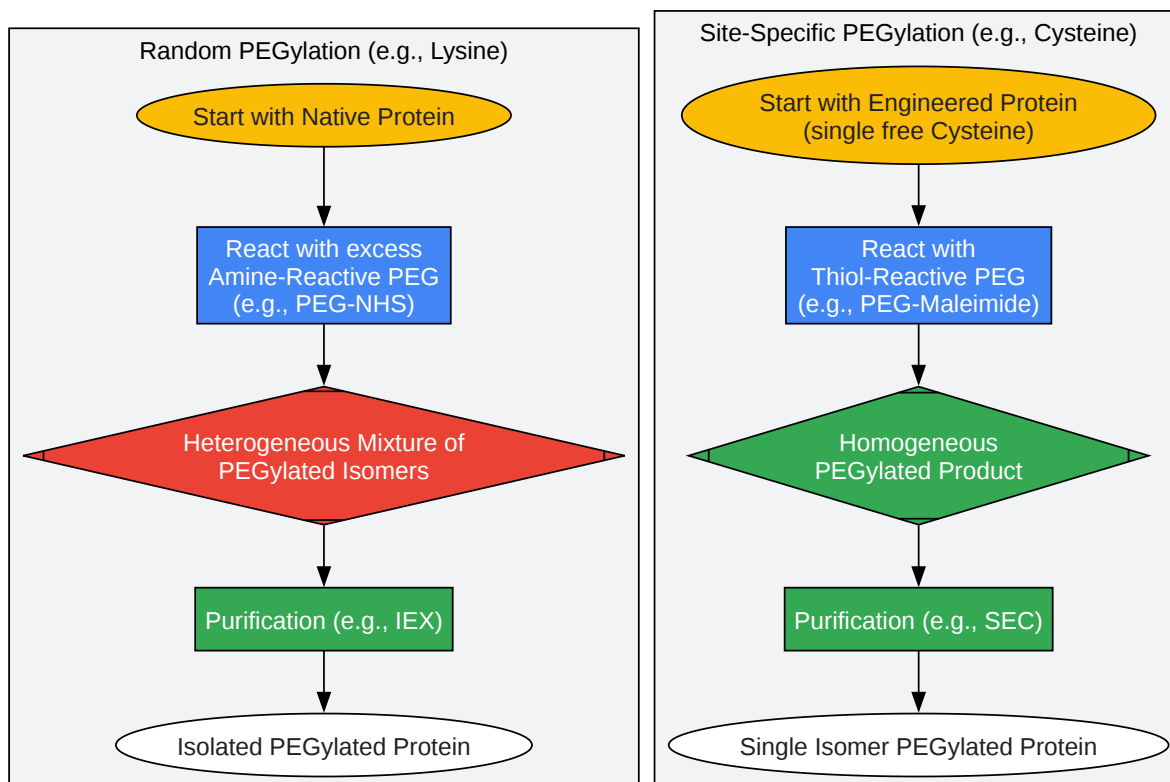 Random PEGylation (e.g., Lysine)
Start with Native Protein
React with excess
Amine-Reactive PEG
(e.g., PEG-NHS)
Heterogeneous Mixture of
PEGylated Isomers
Purification (e.g., IEX)
Isolated PEGylated Protein
Site-Specific PEGylation (e.g., Cysteine)
Start with Engineered Protein
(single free Cysteine)
React with
Thiol-Reactive PEG
(e.g., PEG-Maleimide)
Homogeneous
PEGylated Product
Purification (e.g., SEC)
Single Isomer PEGylated Protein